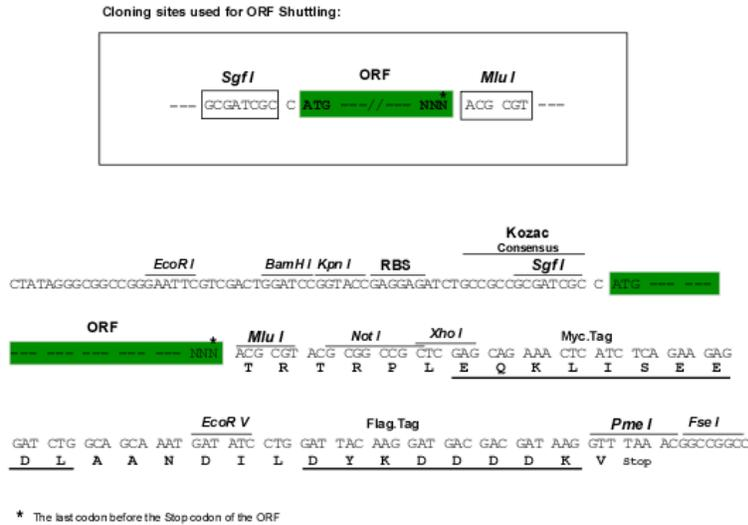 Cloning sites used for ORF Shuttling:
Sgf I ORF Mlu I
--- GCGATCGC C ATG ---//--- NNN* ACG CGT ---
Kozac
Consensus
EcoR I BamH I Kpn I RBS Sgf I
CTATAGGGCGGCCGGGAATTCGTCGACTGGATCCGGTACCGAGGAGATCTGCCGCCGCGATCGC C ATG --- ---
ORF Mlu I Not I Xho I Myc.Tag
--- --- --- --- --- --- NNN* ACG CGT ACG CGG CCG CTC GAG CAG AAA CTC ATC TCA GAA GAG
T R T R P L E Q K L I S E E
EcoR V Flag.Tag Pme I Fse I
GAT CTG GCA GCA AAT GAT ATC CTG GAT TAC AAG GAT GAC GAC GAT AAG GTT TAA ACGGCCGGCC
D L A A N D I L D Y K D D D D K V Stop
* The last codon before the Stop codon of the ORF